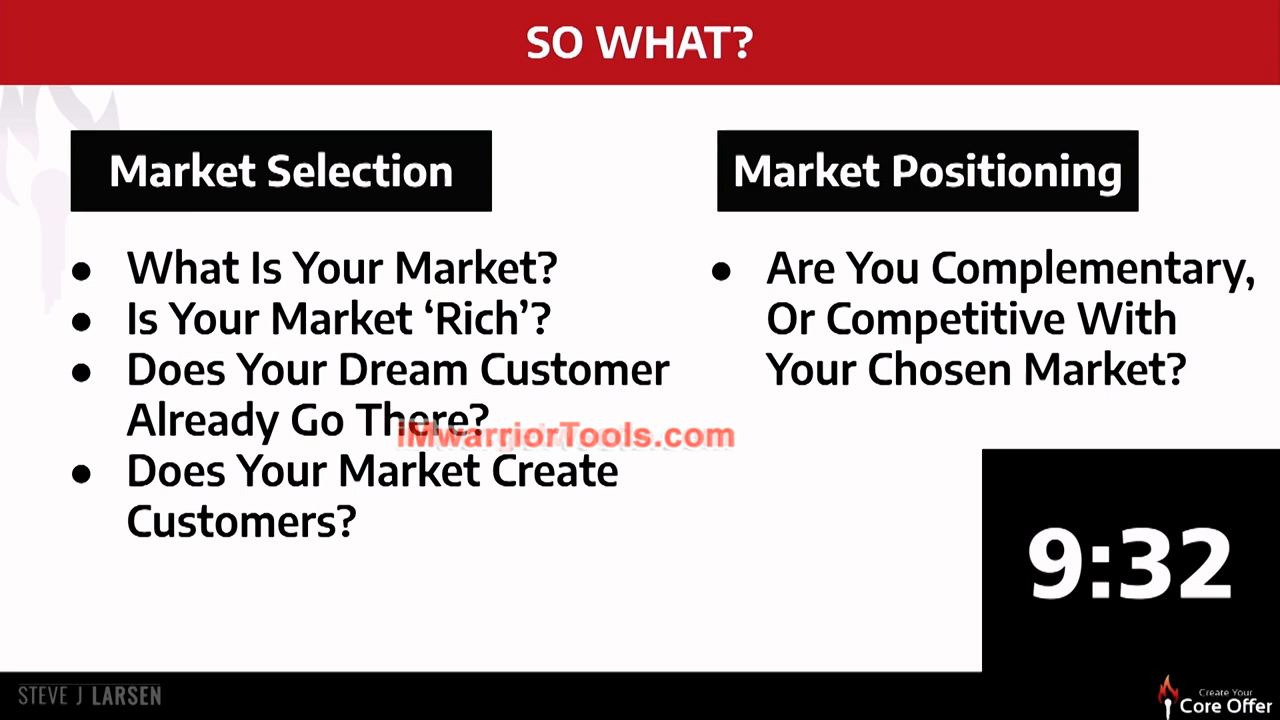 SO WHAT?
Market Selection
● What Is Your Market?
● Is Your Market ‘Rich’?
● Does Your Dream Customer
Already Go There?
● Does Your Market Create
Customers?
Market Positioning
● Are You Complementary,
Or Competitive With
Your Chosen Market?
iMwarriorTools.com
9:32
STEVE J LARSEN
Create Your
Core Offer